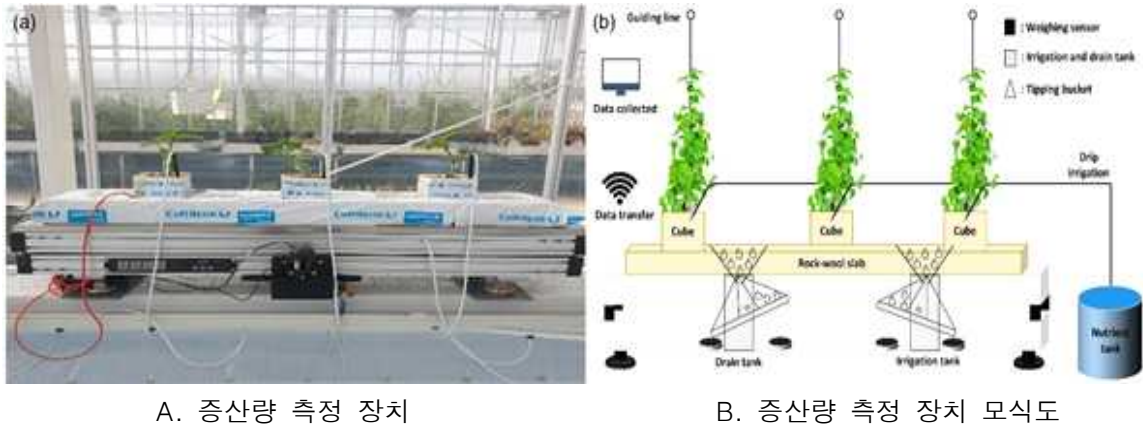 (a)
(b)
Guiding line
: Weighing sensor
: Irrigation and drain tank
: Tipping bucket
Data collected
Drip
Irrigation
Data transfer
Cube
Cube
Cube
Rock-wool slab
Nutrient
tank
Drain tank
Irrigation tank
A. 증산량 측정 장치
B. 증산량 측정 장치 모식도